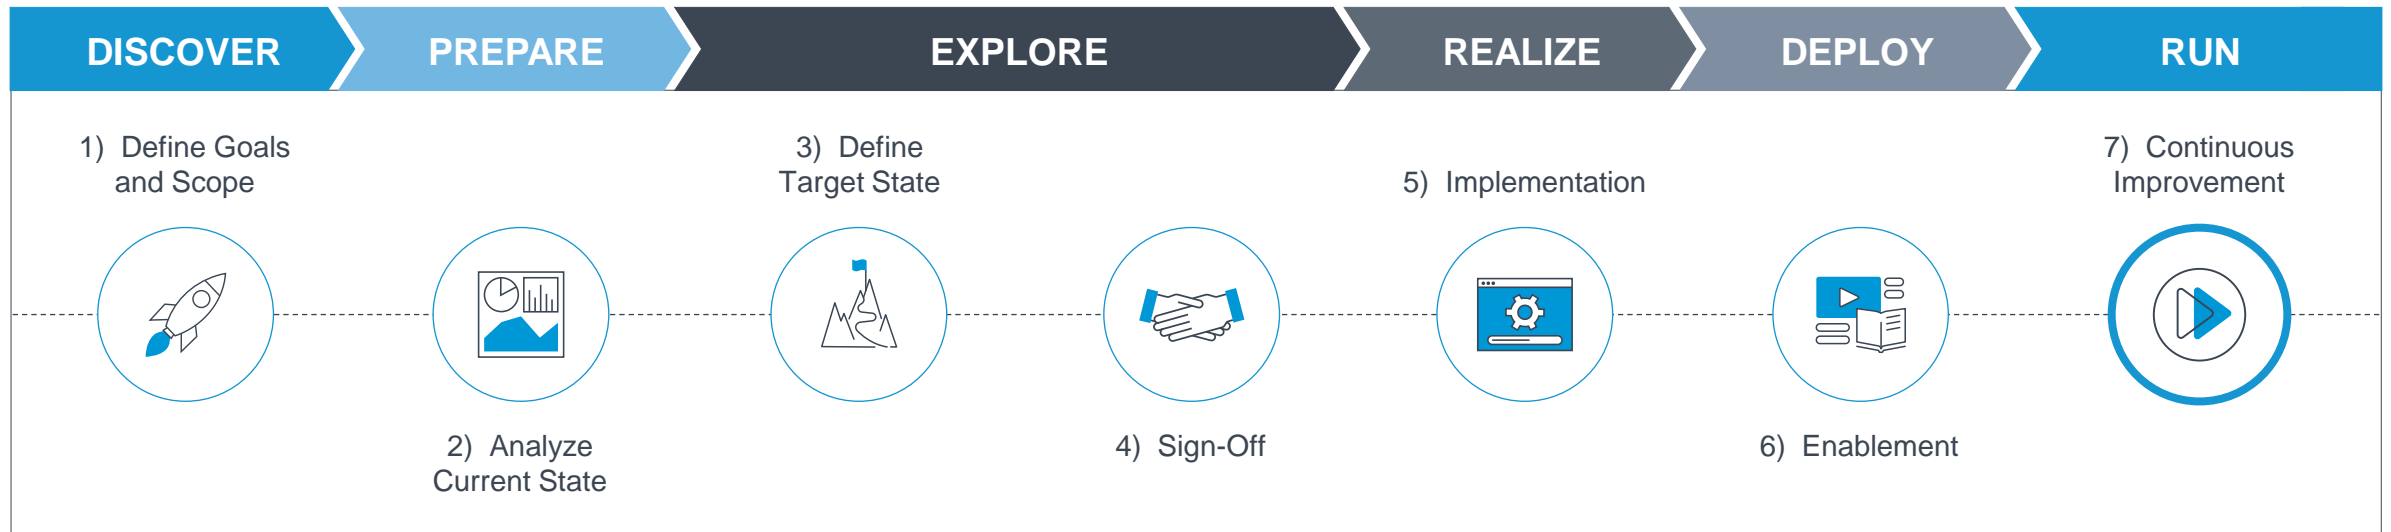 DISCOVER
PREPARE
EXPLORE
REALIZE
DEPLOY
RUN
1) Define Goals
and Scope
2) Analyze
Current State
3) Define
Target State
4) Sign-Off
5) Implementation
6) Enablement
7) Continuous
Improvement